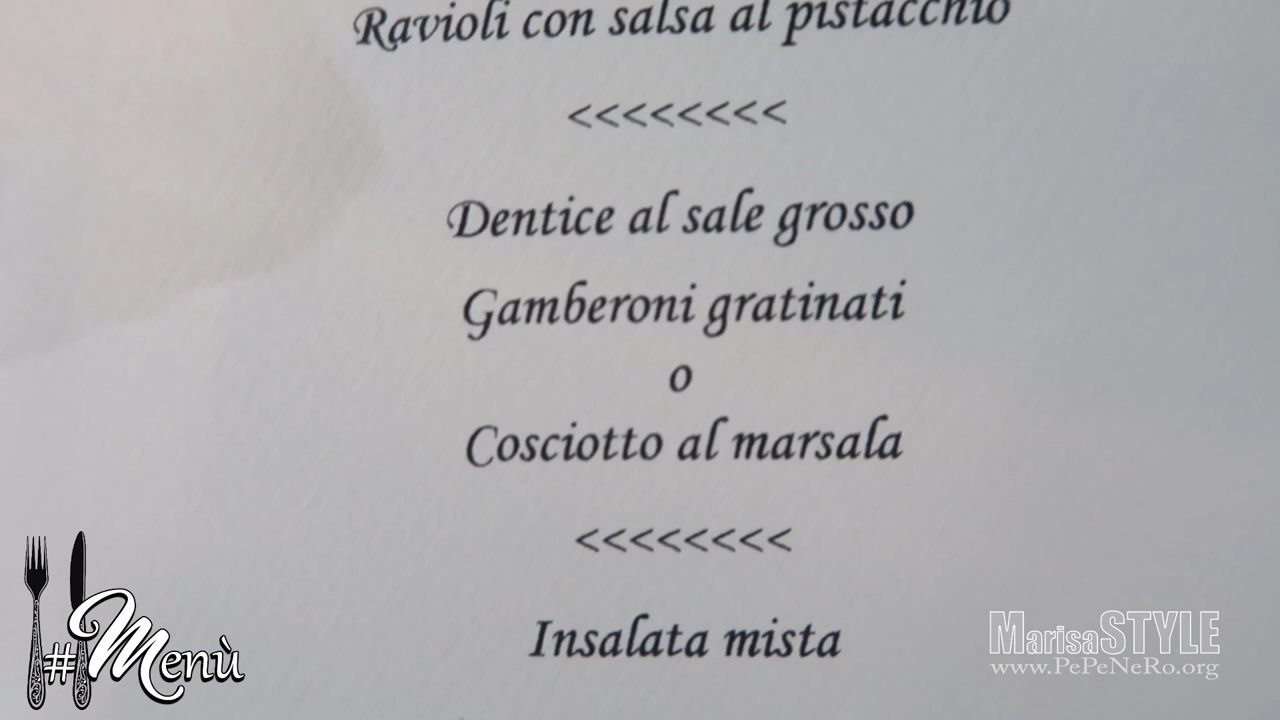 Ravioli con salsa al pistacchio
<<<<<<<<
Dentice al sale grosso
Gamberoni gratinati
o
Cosciotto al marsala
<<<<<<<<
Insalata mista
#Menù
MarisaSTYLE
www.PePeNeRo.org